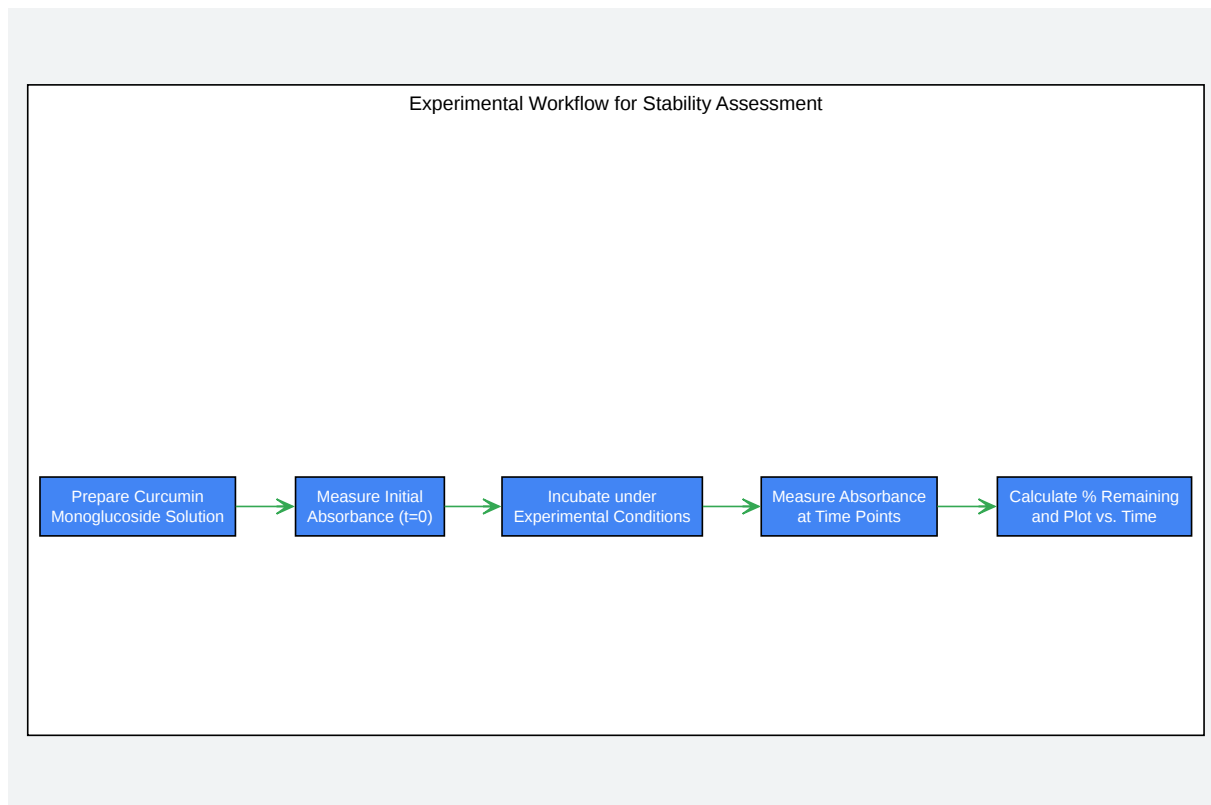 Experimental Workflow for Stability Assessment
Prepare Curcumin
Monoglucoside Solution
Measure Initial
Absorbance (t=0)
Incubate under
Experimental Conditions
Measure Absorbance
at Time Points
Calculate % Remaining
and Plot vs. Time